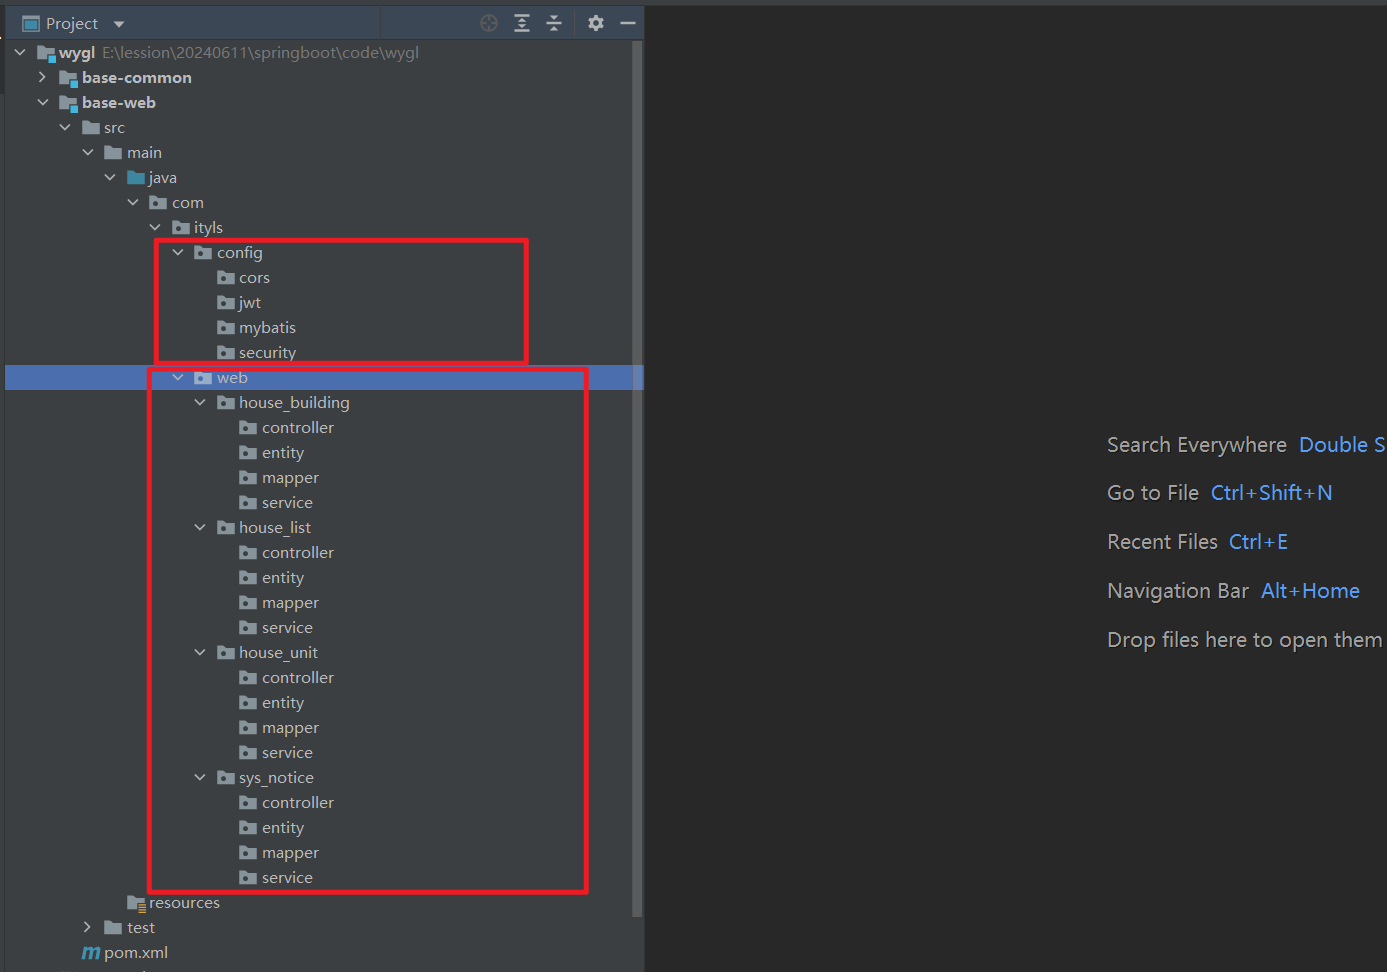 Project
wygl E:\lession\20240611\springboot\code\wygl
base-common
base-web
src
main
java
com
ityls
config
cors
jwt
mybatis
security
web
house_building
controller
entity
mapper
service
house_list
controller
entity
mapper
service
house_unit
controller
entity
mapper
service
sys_notice
controller
entity
mapper
service
resources
test
pom.xml
Search Everywhere Double S
Go to File Ctrl+Shift+N
Recent Files Ctrl+E
Navigation Bar Alt+Home
Drop files here to open them